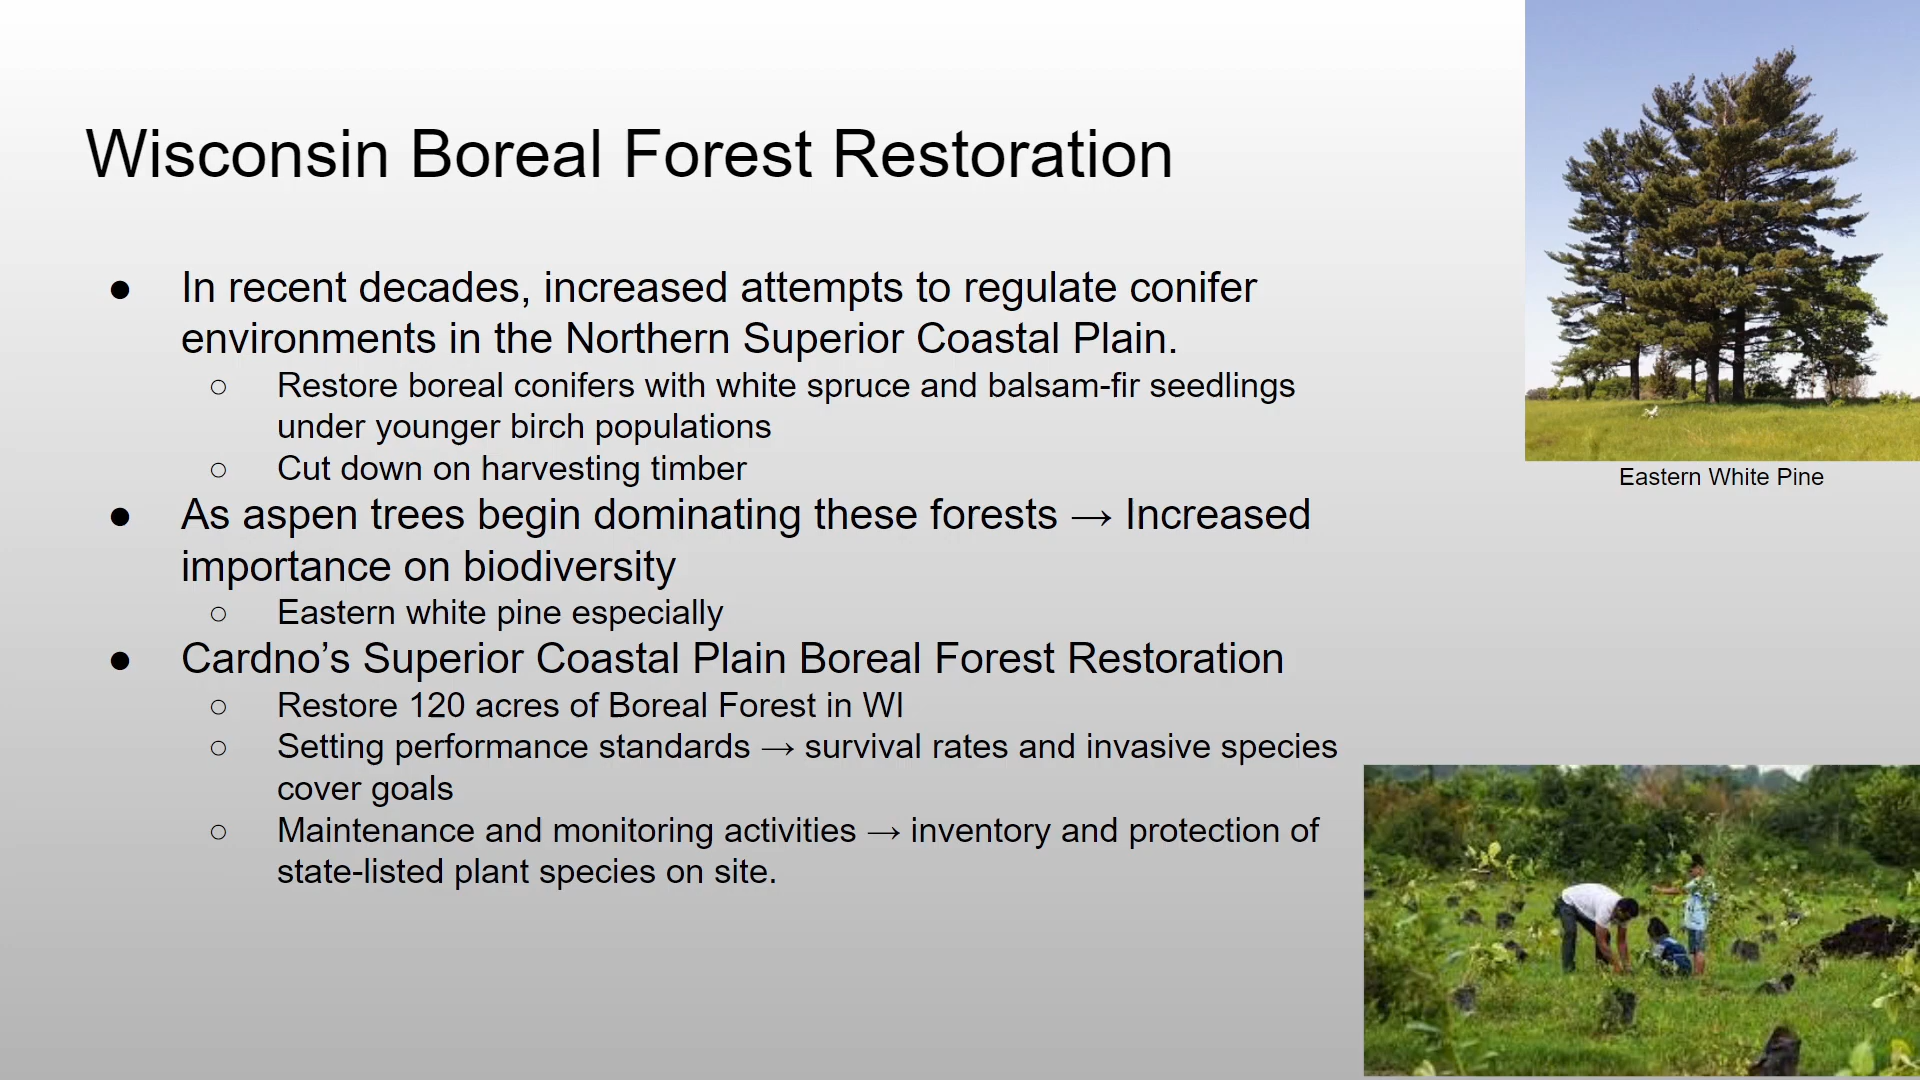 Wisconsin Boreal Forest Restoration
● In recent decades, increased attempts to regulate conifer
environments in the Northern Superior Coastal Plain.
○ Restore boreal conifers with white spruce and balsam-fir seedlings
under younger birch populations
○ Cut down on harvesting timber
● As aspen trees begin dominating these forests → Increased
importance on biodiversity
○ Eastern white pine especially
● Cardno’s Superior Coastal Plain Boreal Forest Restoration
○ Restore 120 acres of Boreal Forest in WI
○ Setting performance standards → survival rates and invasive species
cover goals
○ Maintenance and monitoring activities → inventory and protection of
state-listed plant species on site.
Eastern White Pine